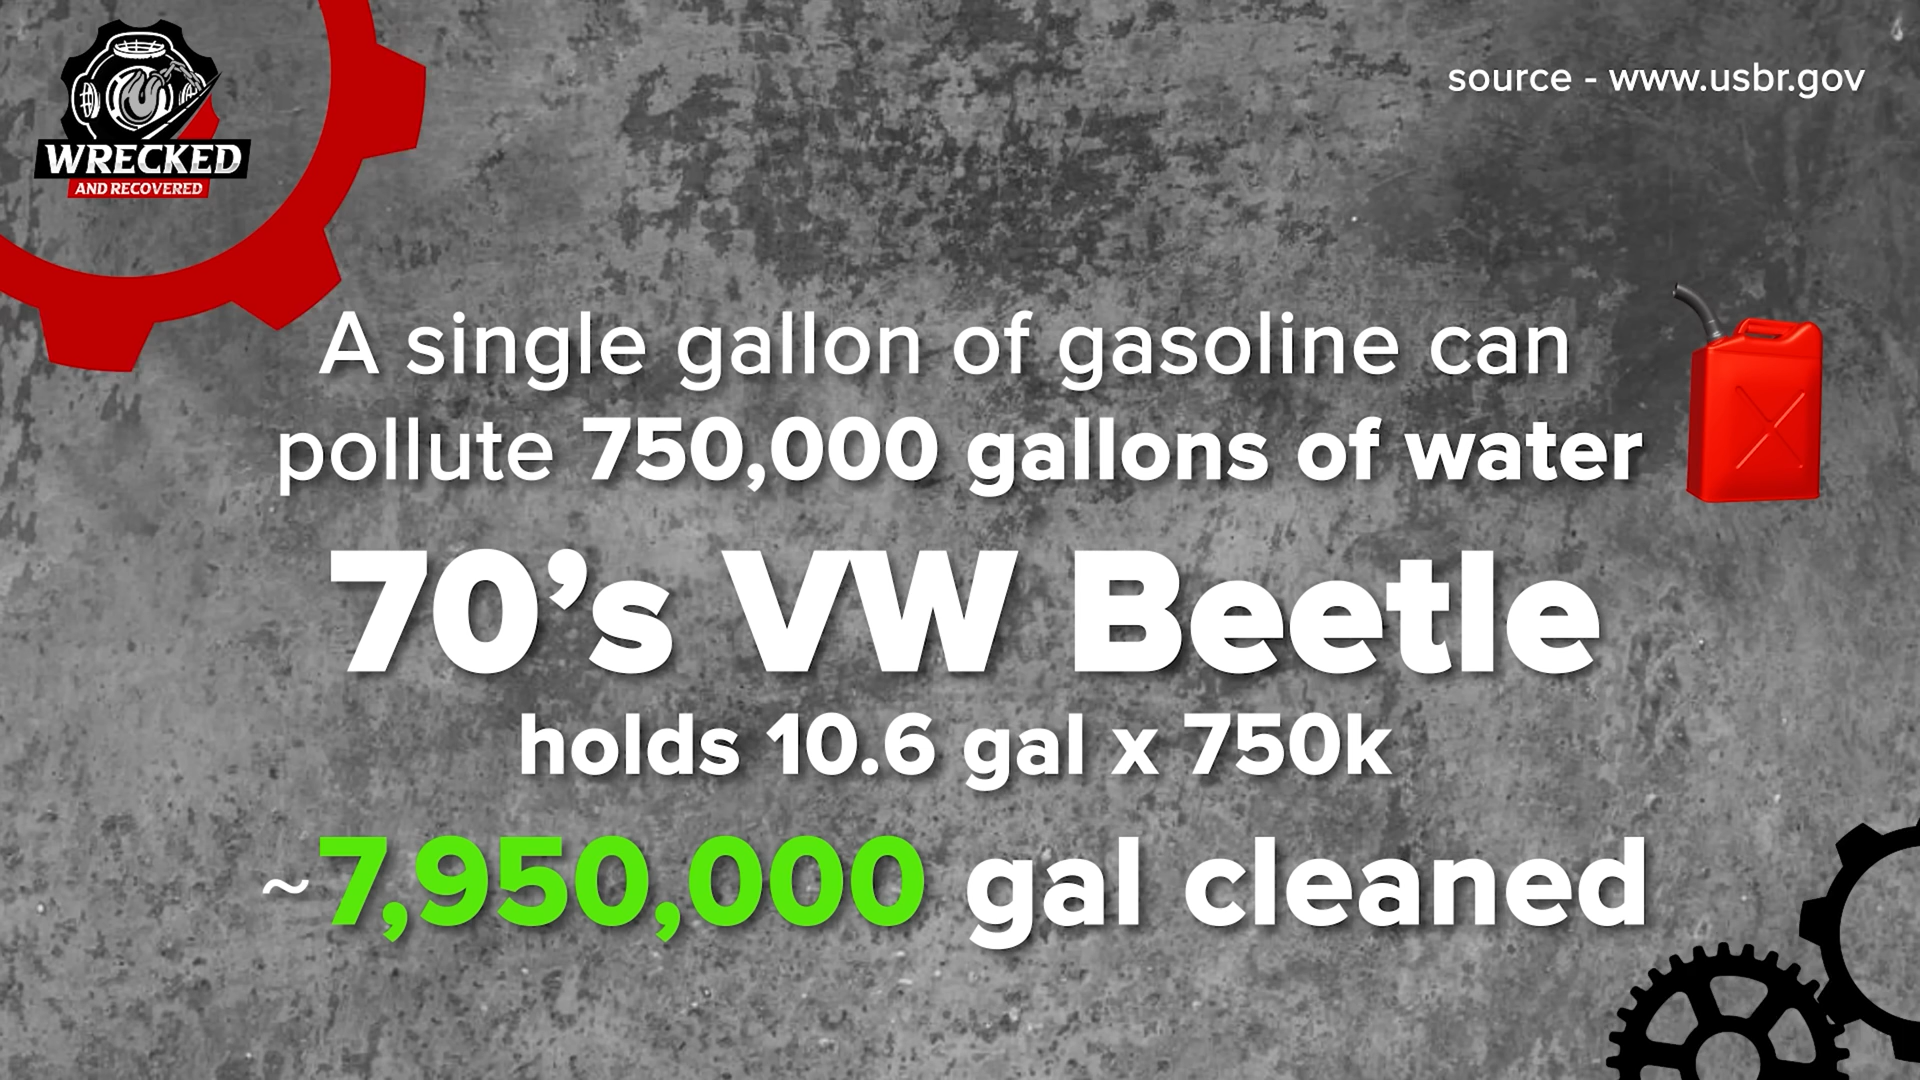 WRECKED
AND RECOVERED
source - www.usbr.gov
A single gallon of gasoline can
pollute 750,000 gallons of water
70’s VW Beetle
holds 10.6 gal x 750k
~7,950,000 gal cleaned